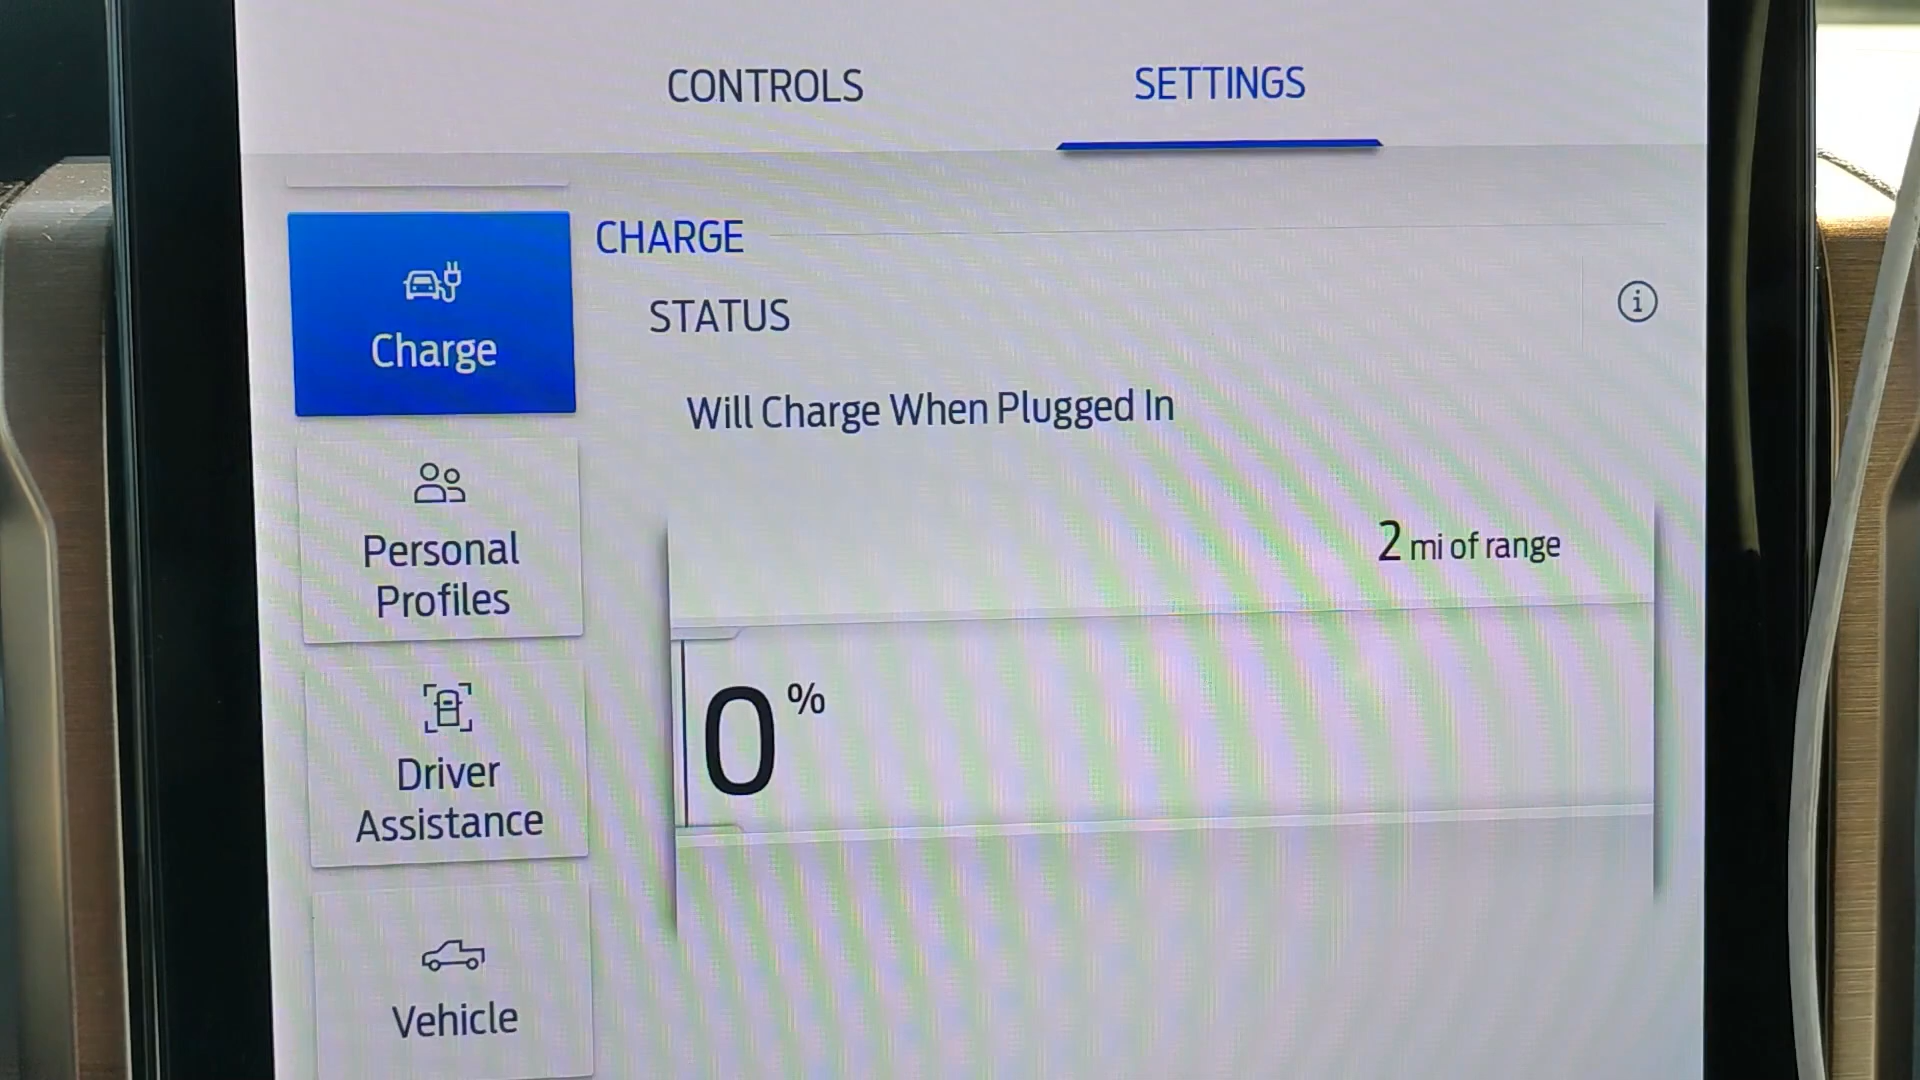 CONTROLS
SETTINGS
Charge
CHARGE
STATUS
Will Charge When Plugged In
2 mi of range
0%
Personal
Profiles
Driver
Assistance
Vehicle